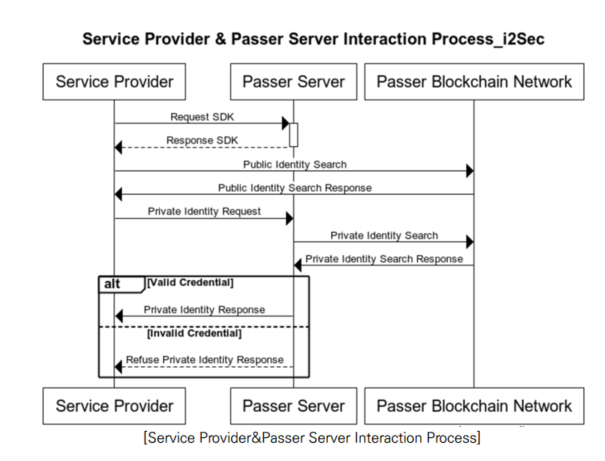 Service Provider & Passer Server Interaction Process_i2Sec
Service Provider
Passer Server
Passer Blockchain Network
Request SDK
Response SDK
Public Identity Search
Public Identity Search Response
Private Identity Request
Private Identity Search
Private Identity Search Response
alt
[Valid Credential]
Private Identity Response
[Invalid Credential]
Refuse Private Identity Response
Service Provider
Passer Server
Passer Blockchain Network
[Service Provider&Passer Server Interaction Process]